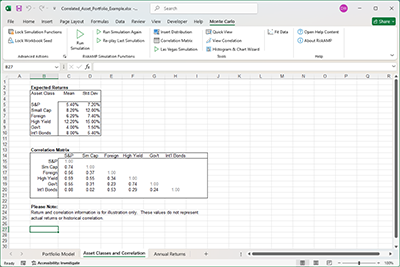 Correlated_Asset_Portfolio_Example.xlsx
File Home Insert Page Layout Formulas Data Review View Developer Help Monte Carlo
Share
Lock Simulation Seed
Lock Workbook Seed
Run Simulation
Run Simulation Again
Re-play Last Simulation
Insert Distribution
Correlation Matrix
Las Vegas Simulation
Quick View
View Correlation
Histogram & Chart Wizard
Fit Data
Open Help Content
About RiskAMP
RiskAMP Simulation Functions
Tools
Help
B27
A B C D E F G H I J K L M N O P
Expected Returns
Asset Class Mean Std Dev
S&P 5.40% 7.20%
Small Cap 8.20% 12.00%
Foreign 6.20% 7.40%
High Yield 12.20% 15.00%
Gov't 4.00% 1.50%
Int'l Bonds 8.00% 6.40%
Correlation Matrix
S&P Sm Cap Foreign High Yield Gov't Int'l Bonds
S&P 1.00
Sm Cap 0.74 1.00
Foreign 0.56 0.37 1.00
High Yield 0.59 0.55 0.34 1.00
Gov't 0.55 0.31 0.23 0.74 1.00
Int'l Bonds 0.00 0.02 0.53 0.29 0.24 1.00
Please Note:
Return and correlation information is for illustration only. These values do not represent
actual returns or historical correlation.
Portfolio Model Asset Classes and Correlation Annual Returns
Ready Accessibility: Investigate
100%